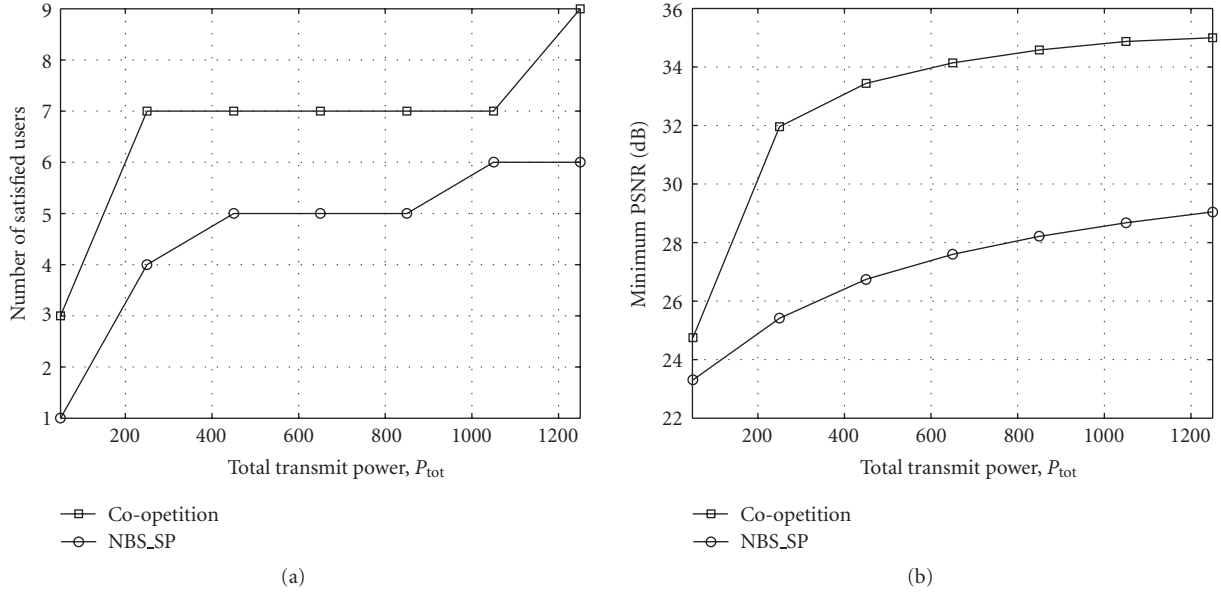 9
8
7
6
5
4
3
2
1
Number of satisfied users
200 400 600 800 1000 1200
Total transmit power, Ptot
Co-opetition
NBS_SP
(a)
36
34
32
30
28
26
24
22
Minimum PSNR (dB)
200 400 600 800 1000 1200
Total transmit power, Ptot
Co-opetition
NBS_SP
(b)